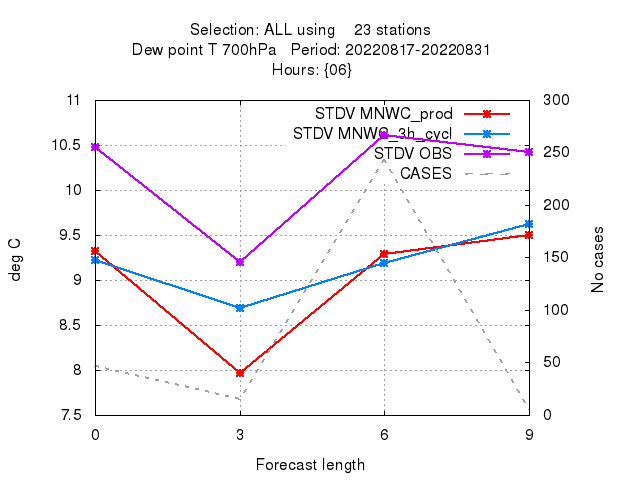 Selection: ALL using    23 stations
Dew point T 700hPa   Period: 20220817-20220831
Hours: {06}
STDV MNWC_prod
STDV MNWC_3h_cycl
STDV OBS
CASES
11
10.5
10
9.5
9
8.5
8
7.5
300
250
200
150
100
50
0
deg C
No cases
0 3 6 9
Forecast length